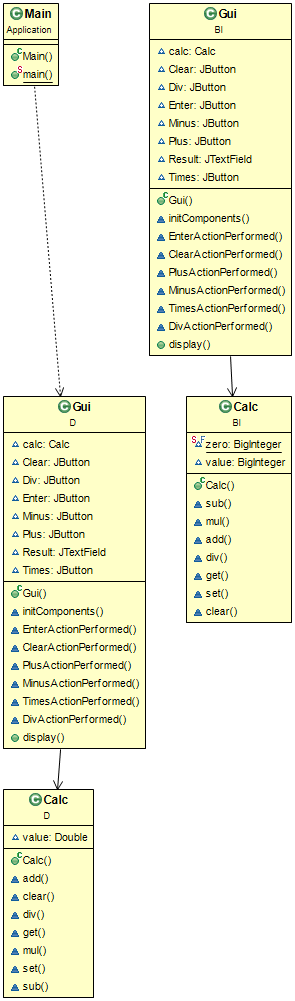 Main
Application
Main()
main()
Gui
BI
calc: Calc
Clear: JButton
Div: JButton
Enter: JButton
Minus: JButton
Plus: JButton
Result: JTextField
Times: JButton
Gui()
initComponents()
EnterActionPerformed()
ClearActionPerformed()
PlusActionPerformed()
MinusActionPerformed()
TimesActionPerformed()
DivActionPerformed()
display()
Gui
D
calc: Calc
Clear: JButton
Div: JButton
Enter: JButton
Minus: JButton
Plus: JButton
Result: JTextField
Times: JButton
Gui()
initComponents()
EnterActionPerformed()
ClearActionPerformed()
PlusActionPerformed()
MinusActionPerformed()
TimesActionPerformed()
DivActionPerformed()
display()
Calc
BI
zero: BigInteger
value: BigInteger
Calc()
sub()
mul()
add()
div()
get()
set()
clear()
Calc
D
value: Double
Calc()
add()
clear()
div()
get()
mul()
set()
sub()